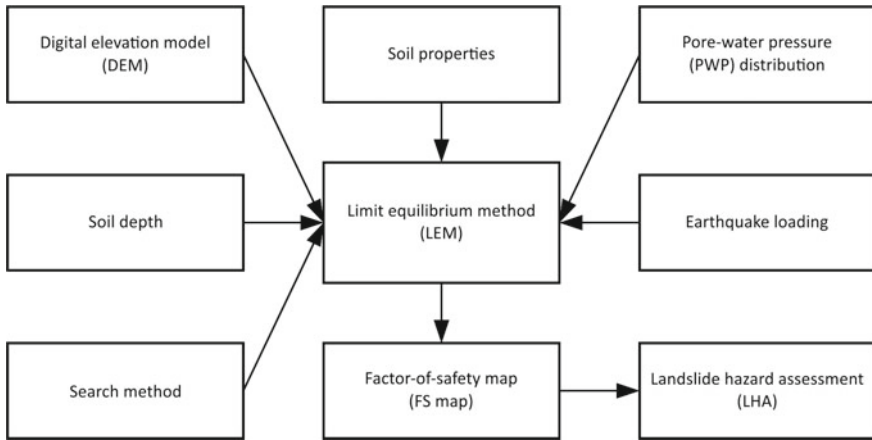 Digital elevation model
(DEM)
Soil properties
Pore-water pressure
(PWP) distribution
Soil depth
Limit equilibrium method
(LEM)
Earthquake loading
Search method
Factor-of-safety map
(FS map)
Landslide hazard assessment
(LHA)